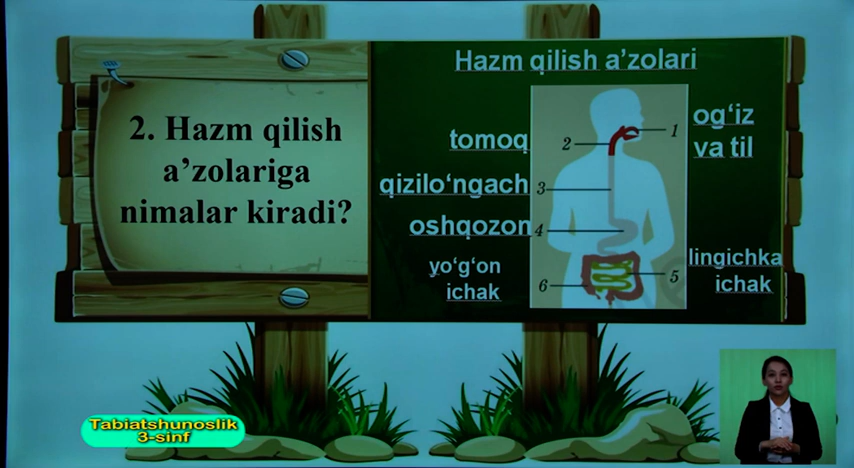 2. Hazm qilish
a’zolariga
nimalar kiradi?
Hazm qilish a’zolari
og‘iz
va til
tomoq
qizilo‘ngach
oshqozon
yo‘g‘on
ichak
lingichka
ichak
1
2
3
4
5
6
Tabiatshunoslik
3-sinf